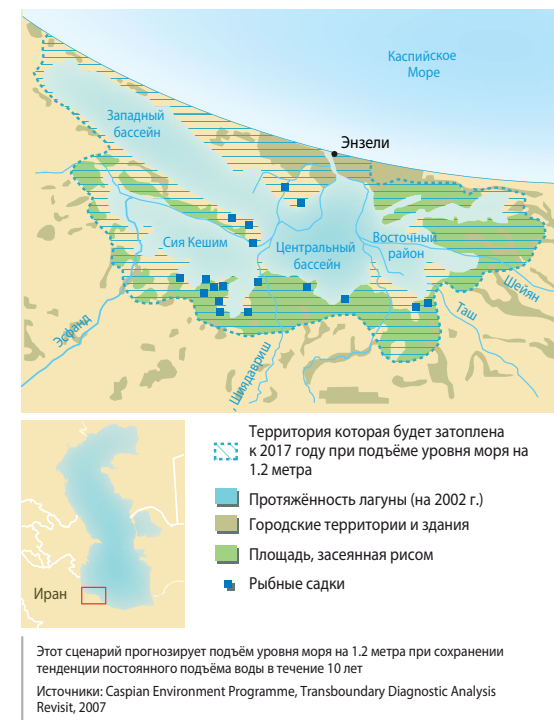 Каспийское
Море
Западный
бассейн
Энзели
Сия Кешим
Центральный
бассейн
Восточный
район
Шейян
Таш
Эсфанд
Шиядавриш
Территория которая будет затоплена
к 2017 году при подъёме уровня моря на
1.2 метра
Протяжённость лагуны (на 2002 г.)
Городские территории и здания
Площадь, засеянная рисом
Рыбные садки
Иран
Этот сценарий прогнозирует подъём уровня моря на 1.2 метра при сохранении
тенденции постоянного подъёма воды в течение 10 лет
Источники: Caspian Environment Programme, Transboundary Diagnostic Analysis
Revisit, 2007